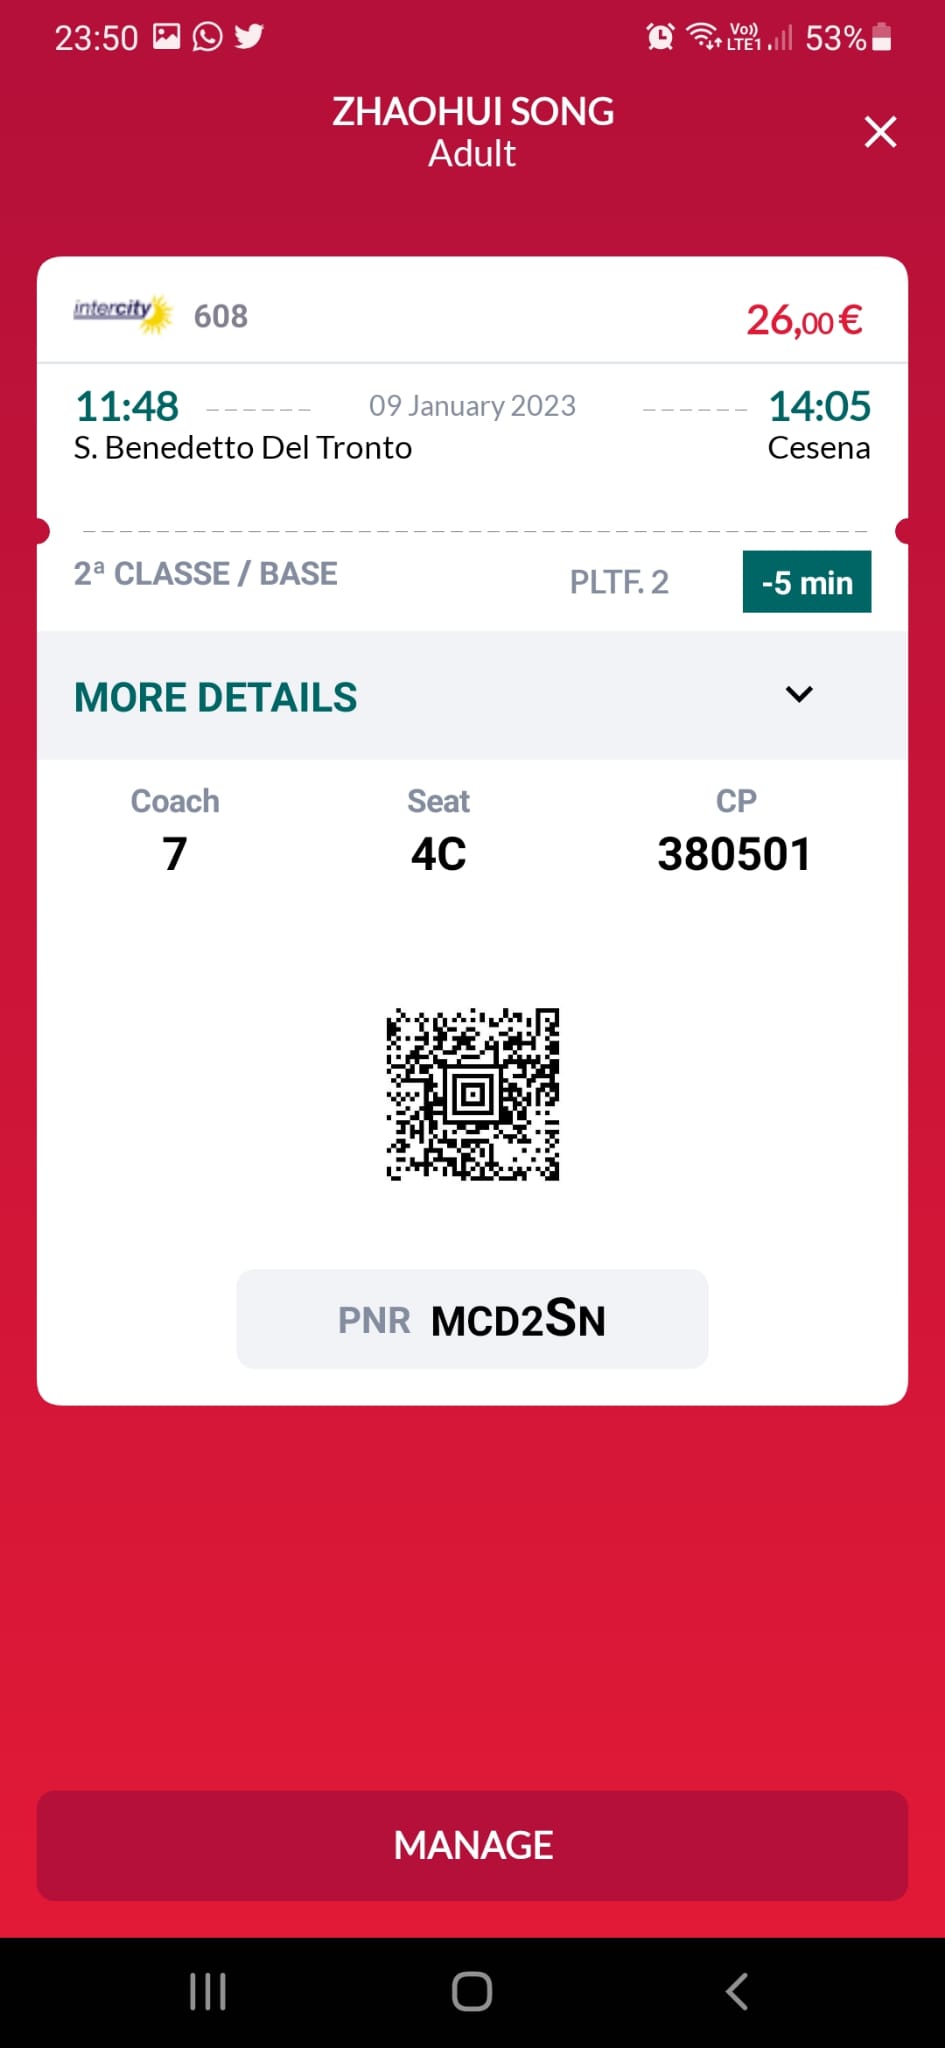 23:50 Vo)) LTE1 53%
ZHAOHUI SONG
Adult
intercity 608 26,00 €
11:48 09 January 2023 14:05
S. Benedetto Del Tronto Cesena
2ª CLASSE / BASE PLTF. 2 -5 min
MORE DETAILS
Coach Seat CP
7 4C 380501
PNR MCD2SN
MANAGE